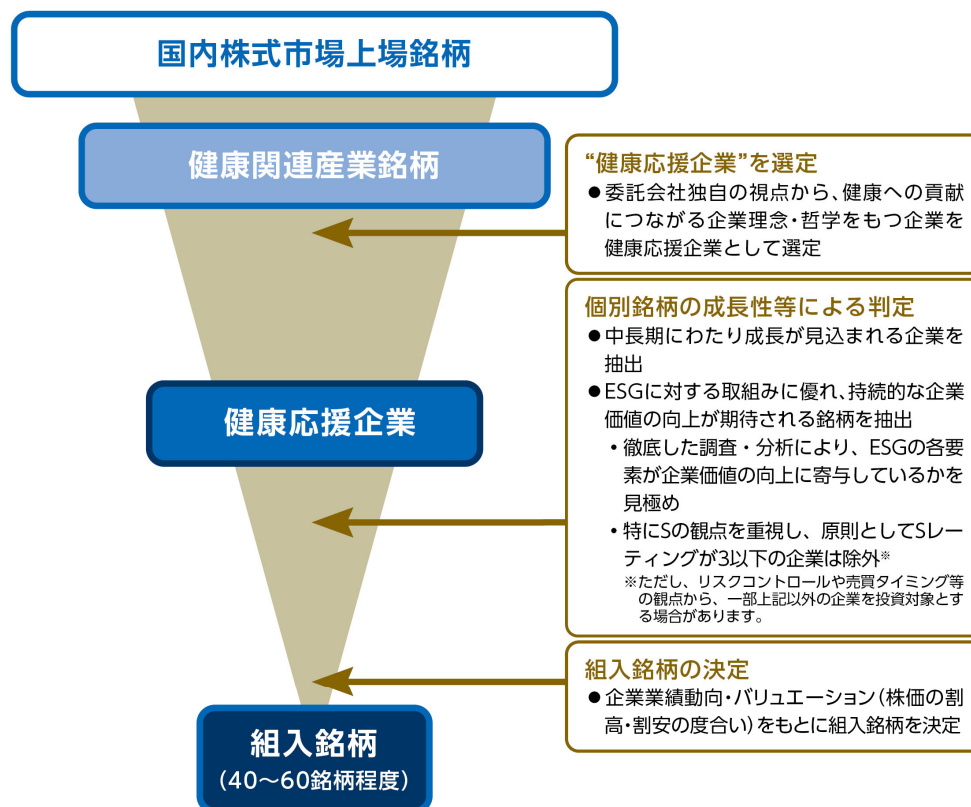 国内株式市場上場銘柄
健康関連産業銘柄
“健康応援企業”を選定
●委託会社独自の視点から、健康への貢献
につながる企業理念・哲学をもつ企業を
健康応援企業として選定
個別銘柄の成長性等による判定
●中長期にわたり成長が見込まれる企業を
抽出
●ESGに対する取組みに優れ、持続的な企業
価値の向上が期待される銘柄を抽出
・徹底した調査・分析により、ESGの各要
素が企業価値の向上に寄与しているかを
見極め
・特にSの観点を重視し、原則としてSレー
ティングが3以下の企業は除外※
※ただし、リスクコントロールや売買タイミング等
の観点から、一部上記以外の企業を投資対象とす
る場合があります。
健康応援企業
組入銘柄の決定
●企業業績動向・バリュエーション(株価の割
高・割安の度合い)をもとに組入銘柄を決定
組入銘柄
(40～60銘柄程度)